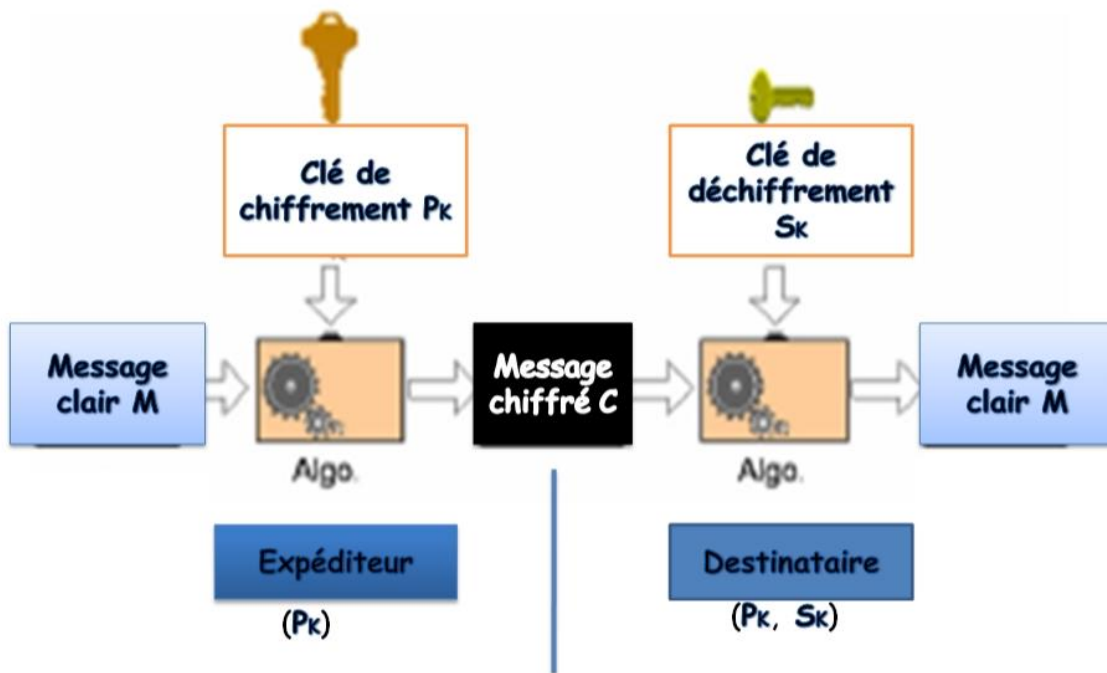 Clé de
chiffrement PK
Clé de
déchiffrement
SK
Message
clair M
Message
chiffré C
Message
clair M
Algo.
Algo.
Expéditeur
Destinataire
(PK)
(PK, SK)